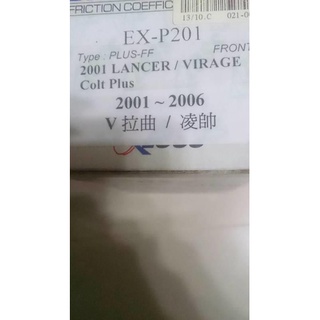 FRICTION COEFFIC
13/10.C 021-0
EX-P201
Type : PLUS-FF FRONT
2001 LANCER / VIRAGE
Colt Plus
2001 ~ 2006
V 拉曲 / 凌帥